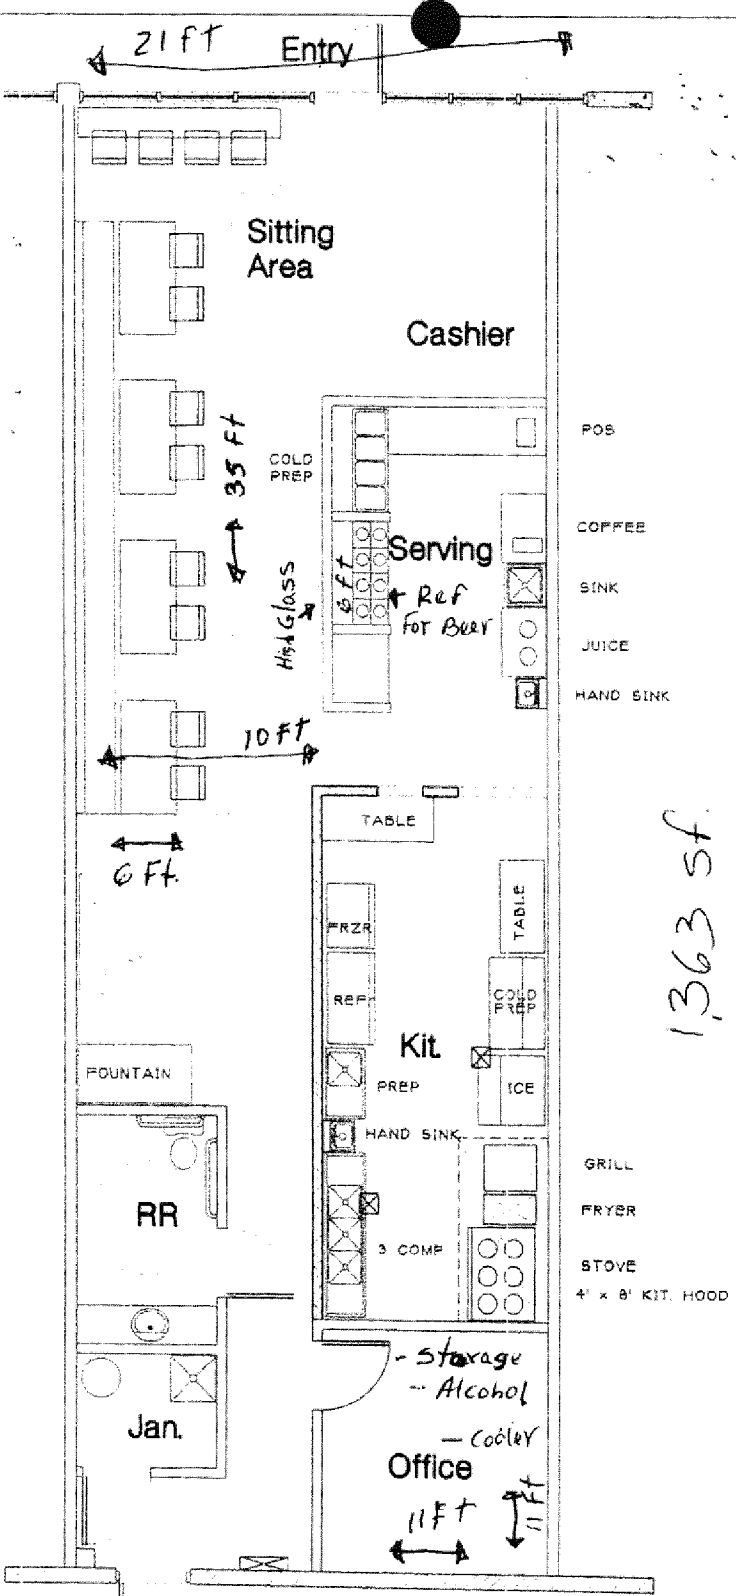 21 ft
Entry
Sitting
Area
Cashier
POS
35 ft
COLD
PREP
COFFEE
Serving
6 ft
SINK
Ref
For Beer
High Glass
JUICE
HAND SINK
10 ft
TABLE
6 Ft.
TABLE
1,363 sf.
FRZR
REF
COLD
PREP
Kit.
FOUNTAIN
PREP
ICE
HAND SINK
GRILL
RR
FRYER
3 COMP
STOVE
4' x 8' KIT. HOOD
- Storage
- Alcohol
- Cooler
Jan.
Office
11 Ft
11 ft